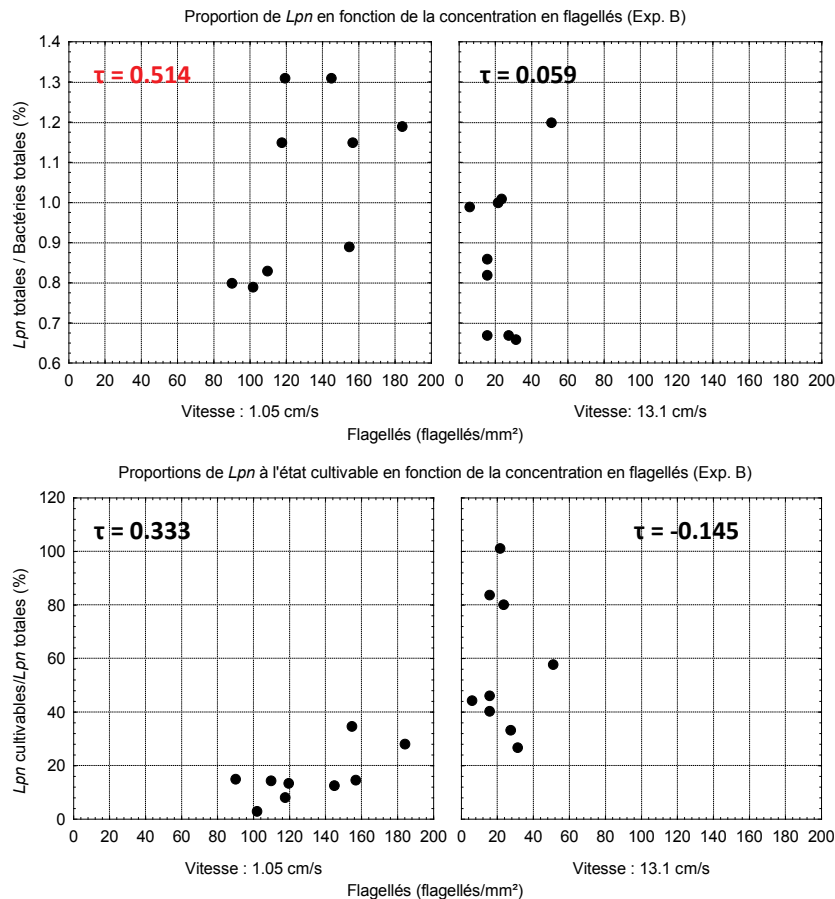 Proportion de Lpn en fonction de la concentration en flagellés (Exp. B)
Lpn totales / Bactéries totales (%)
1.4
1.3
1.2
1.1
1.0
0.9
0.8
0.7
0.6
τ = 0.514
τ = 0.059
0 20 40 60 80 100 120 140 160 180 200
0 20 40 60 80 100 120 140 160 180 200
Vitesse : 1.05 cm/s
Vitesse: 13.1 cm/s
Flagellés (flagellés/mm²)
Proportions de Lpn à l'état cultivable en fonction de la concentration en flagellés (Exp. B)
Lpn cultivables/Lpn totales (%)
120
100
80
60
40
20
0
τ = 0.333
τ = -0.145
0 20 40 60 80 100 120 140 160 180 200
0 20 40 60 80 100 120 140 160 180 200
Vitesse : 1.05 cm/s
Vitesse : 13.1 cm/s
Flagellés (flagellés/mm²)